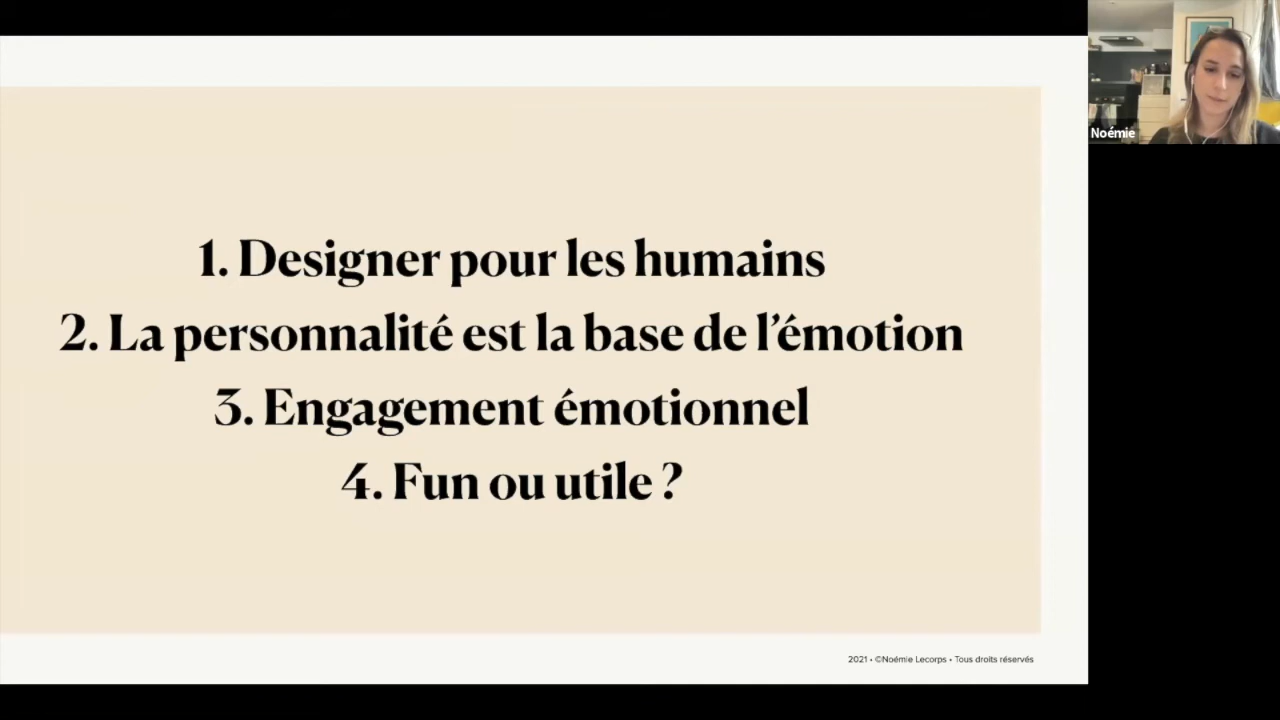 Noémie
1. Designer pour les humains
2. La personnalité est la base de l’émotion
3. Engagement émotionnel
4. Fun ou utile ?
2021 • ©Noémie Lecorps • Tous droits réservés